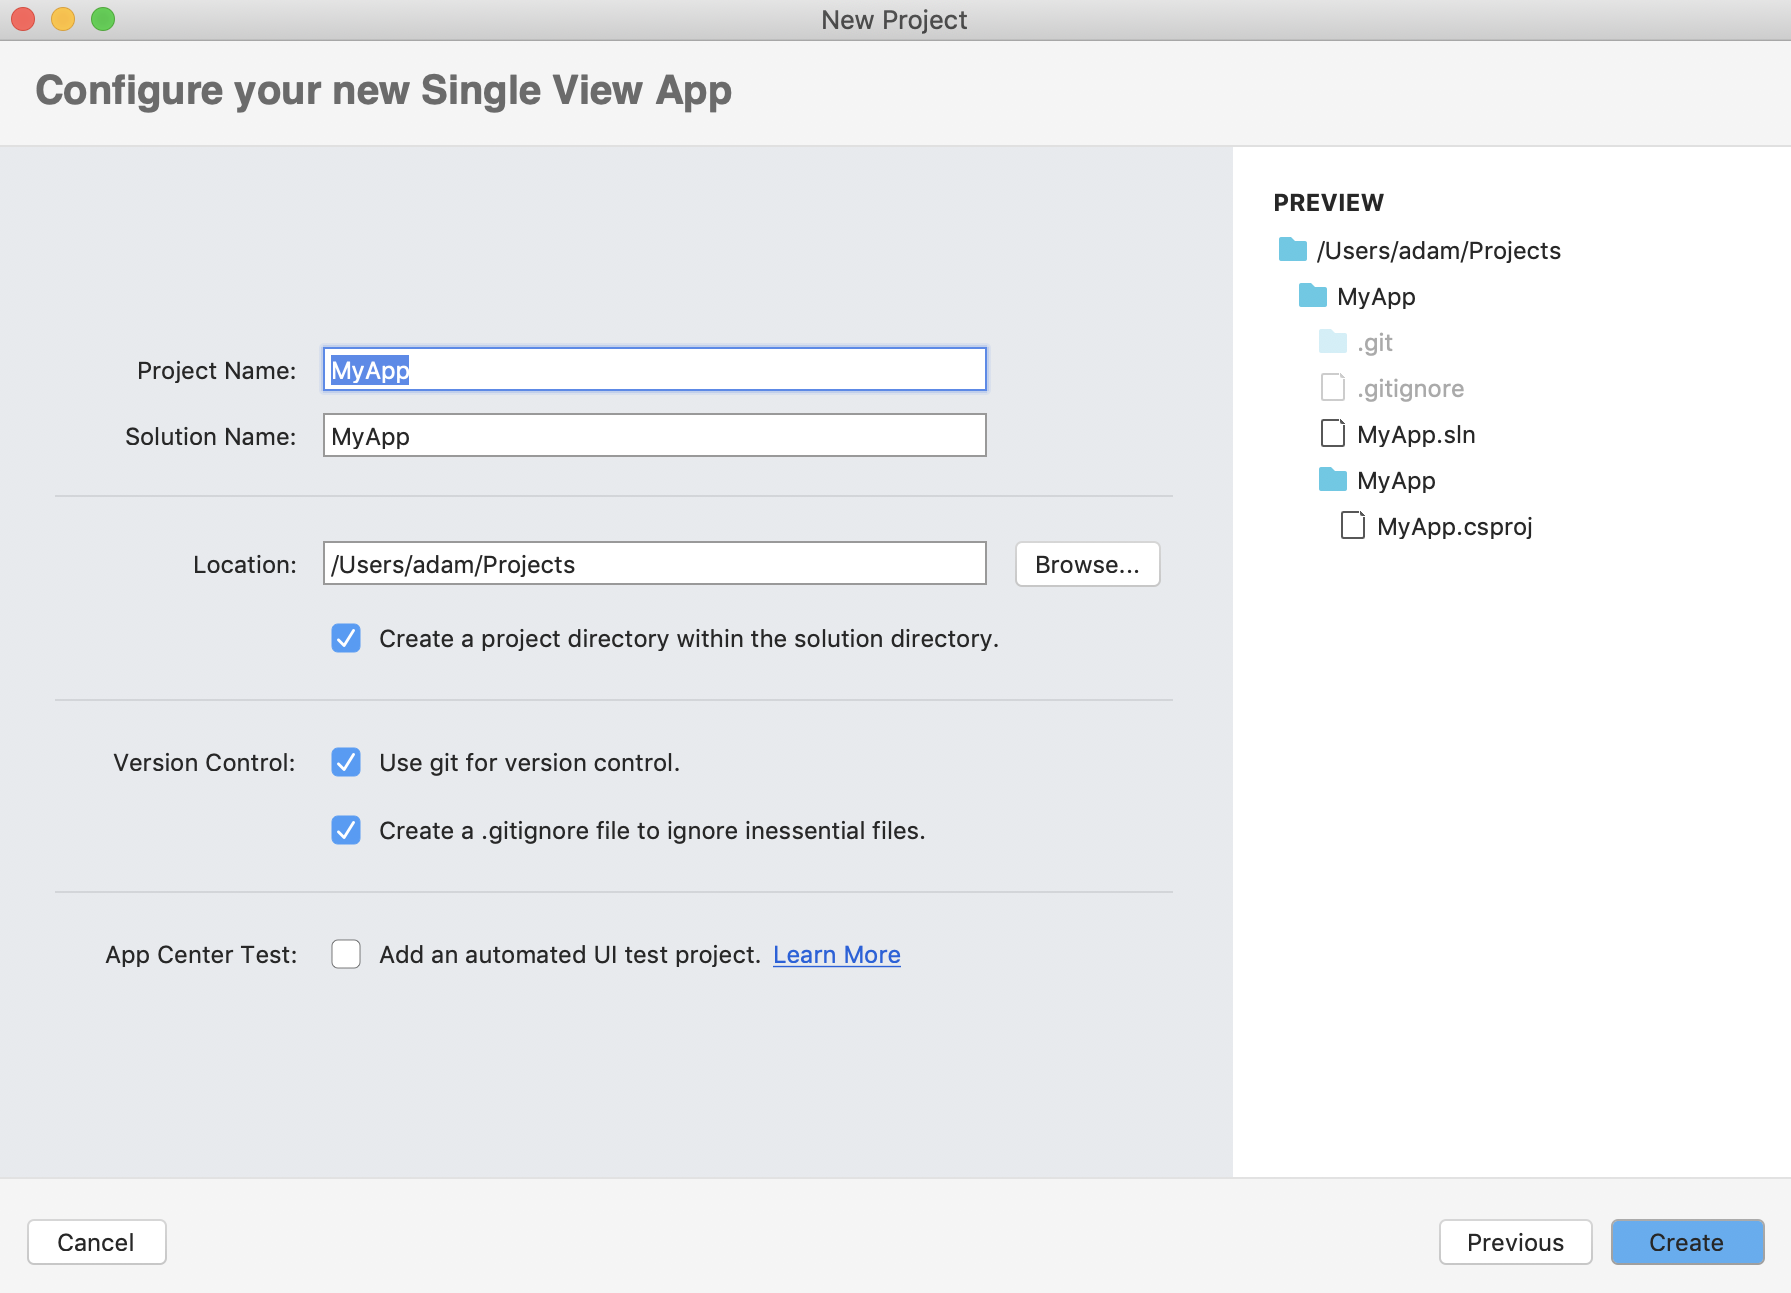 New Project
Configure your new Single View App
Project Name: MyApp
Solution Name: MyApp
Location: /Users/adam/Projects Browse...
Create a project directory within the solution directory.
Version Control: Use git for version control.
Create a .gitignore file to ignore inessential files.
App Center Test: Add an automated UI test project. Learn More
PREVIEW
/Users/adam/Projects
MyApp
.git
.gitignore
MyApp.sln
MyApp
MyApp.csproj
Cancel Previous Create